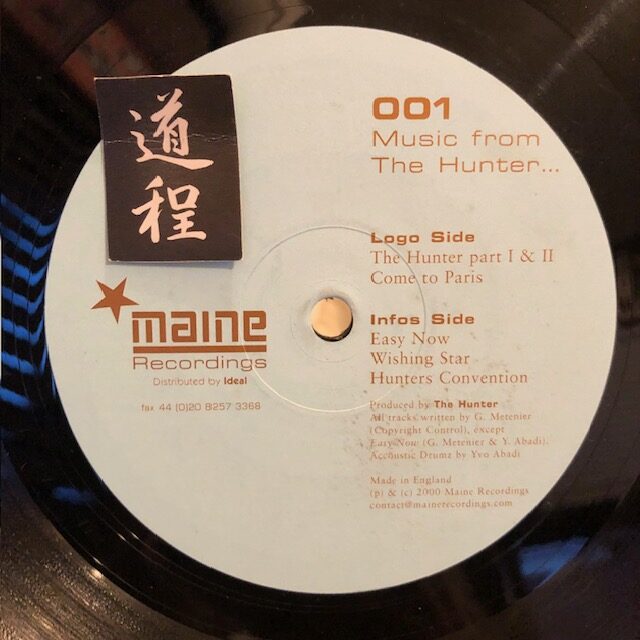 道
程
001
Music from
The Hunter...
Logo Side
The Hunter part I & II
Come to Paris
Infos Side
Easy Now
Wishing Star
Hunters Convention
Produced by The Hunter
All tracks written by G. Metenier
(Copyright Control), except
Easy Now (G. Metenier & Y. Abadi).
Accoustic Drumz by Yvo Abadi
Made in England
(p) & (c) 2000 Maine Recordings
contact@mainerecordings.com
maine
Recordings
Distributed by Ideal
fax 44 (0)20 8257 3368